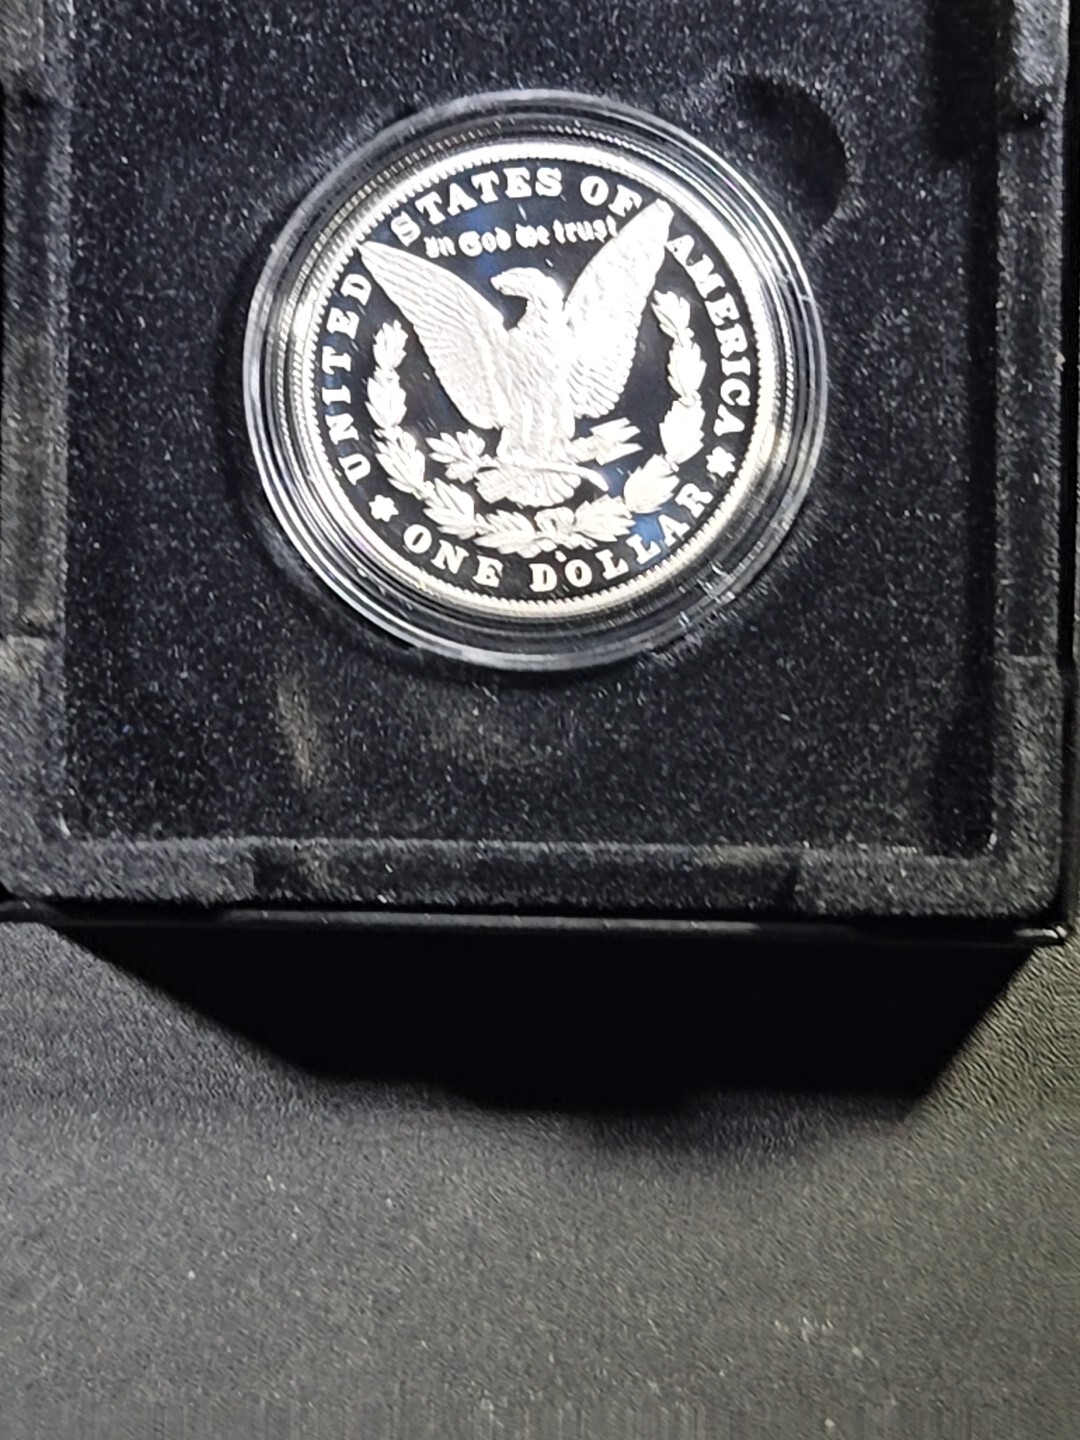 UNITED STATES OF AMERICA
In God we trust
ONE DOLLAR